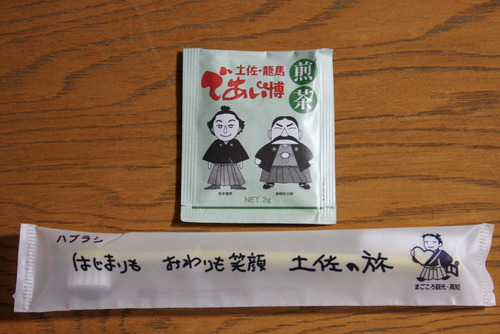 土佐・龍馬
であい博
煎茶
NET. 2g
ハブラシ
はじまりも おわりも笑顔 土佐の旅
まごころ観光・高知